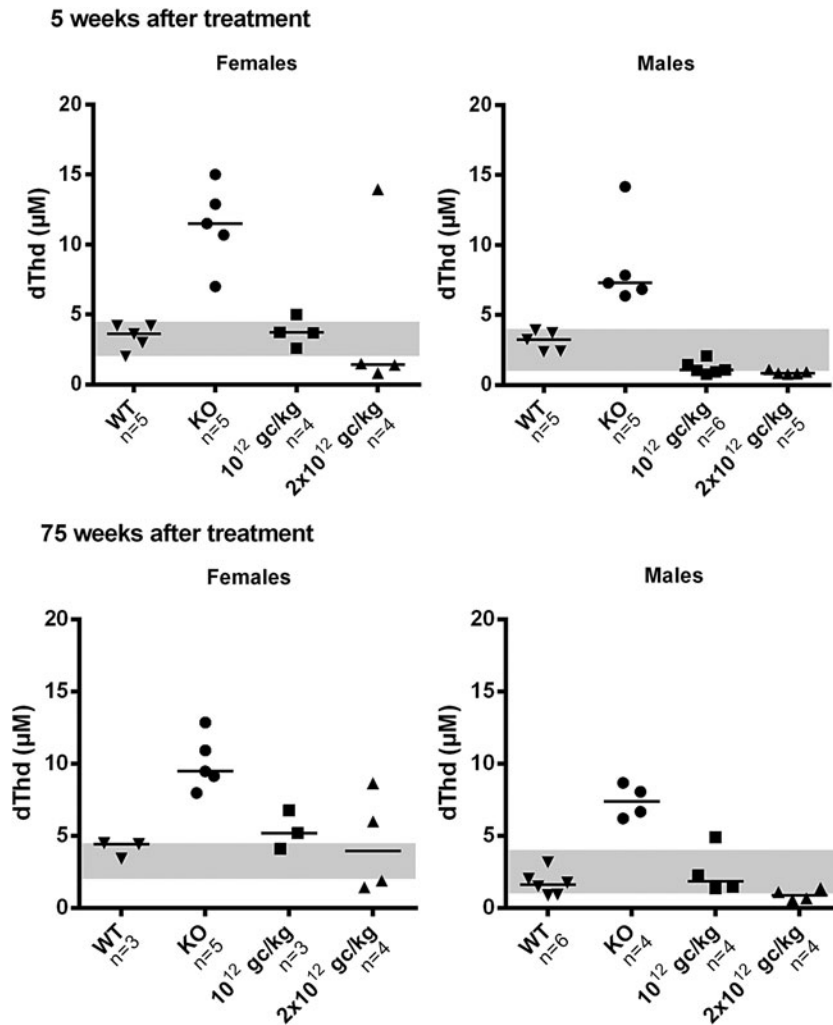 5 weeks after treatment
Females
Males
20
15
10
5
0
dThd (µM)
WT
n=5
KO
n=5
10¹² gc/kg
n=4
2x10¹² gc/kg
n=4
20
15
10
5
0
dThd (µM)
WT
n=5
KO
n=5
10¹² gc/kg
n=6
2x10¹² gc/kg
n=5
75 weeks after treatment
Females
Males
20
15
10
5
0
dThd (µM)
WT
n=3
KO
n=5
10¹² gc/kg
n=3
2x10¹² gc/kg
n=4
20
15
10
5
0
dThd (µM)
WT
n=6
KO
n=4
10¹² gc/kg
n=4
2x10¹² gc/kg
n=4